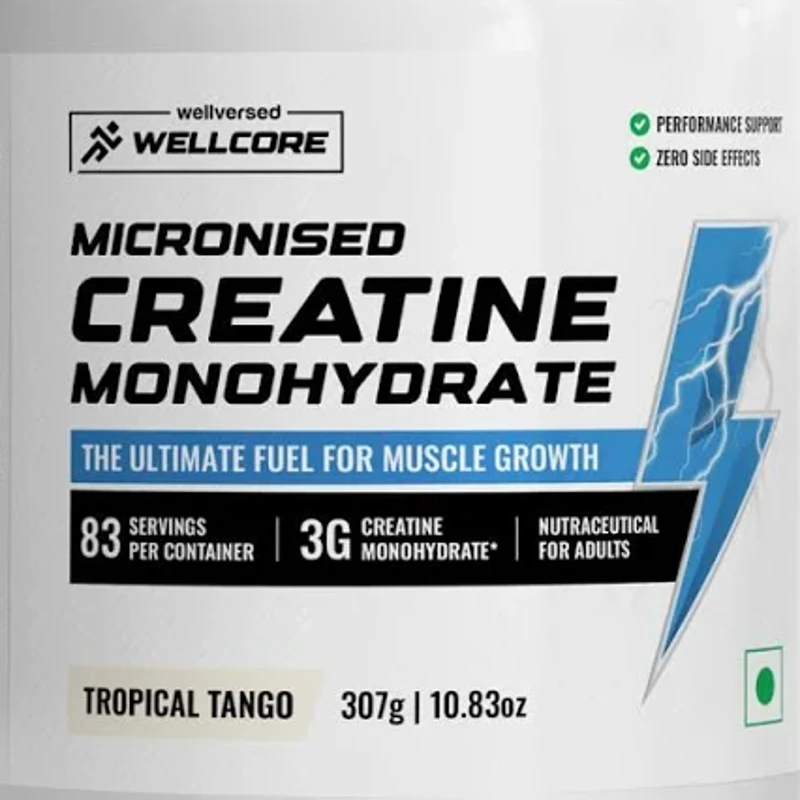 wellversed
WELLCORE
PERFORMANCE SUPPORT
ZERO SIDE EFFECTS
MICRONISED
CREATINE
MONOHYDRATE
THE ULTIMATE FUEL FOR MUSCLE GROWTH
83 SERVINGS
PER CONTAINER
3G CREATINE
MONOHYDRATE*
NUTRACEUTICAL
FOR ADULTS
TROPICAL TANGO
307g | 10.83oz